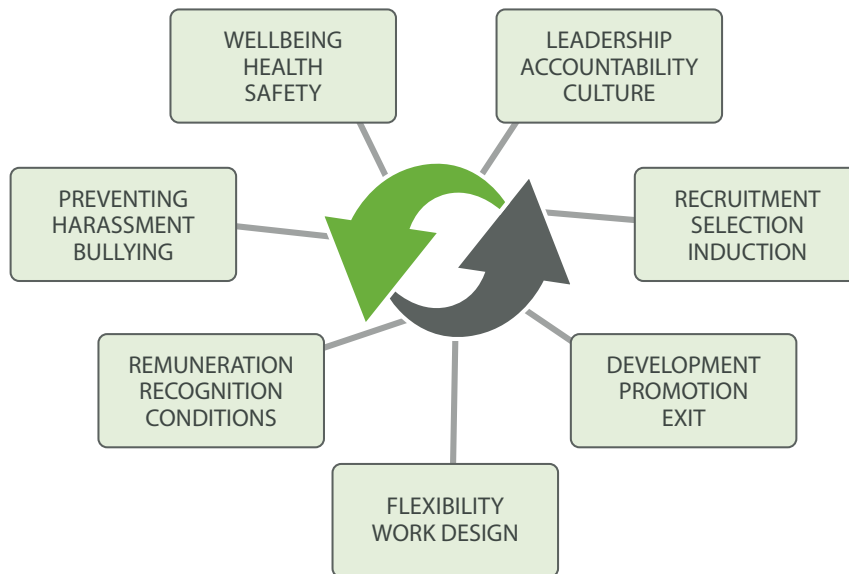 WELLBEING
HEALTH
SAFETY
LEADERSHIP
ACCOUNTABILITY
CULTURE
PREVENTING
HARASSMENT
BULLYING
RECRUITMENT
SELECTION
INDUCTION
REMUNERATION
RECOGNITION
CONDITIONS
DEVELOPMENT
PROMOTION
EXIT
FLEXIBILITY
WORK DESIGN